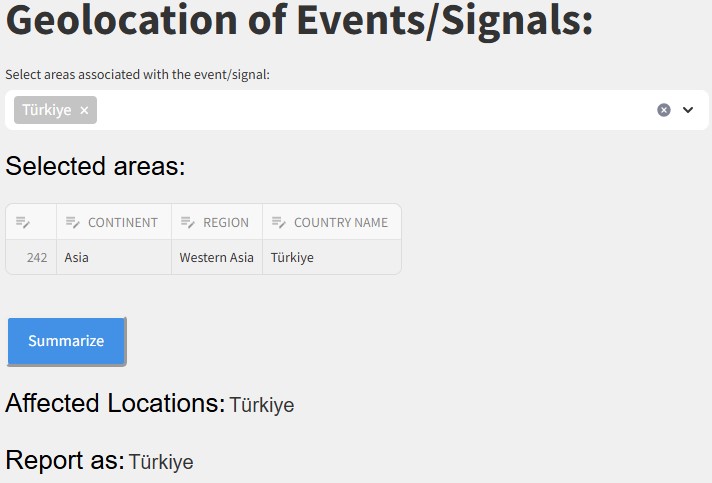 Geolocation of Events/Signals:
Select areas associated with the event/signal:
Türkiye ×
Selected areas:
CONTINENT REGION COUNTRY NAME
242 Asia Western Asia Türkiye
Summarize
Affected Locations: Türkiye
Report as: Türkiye